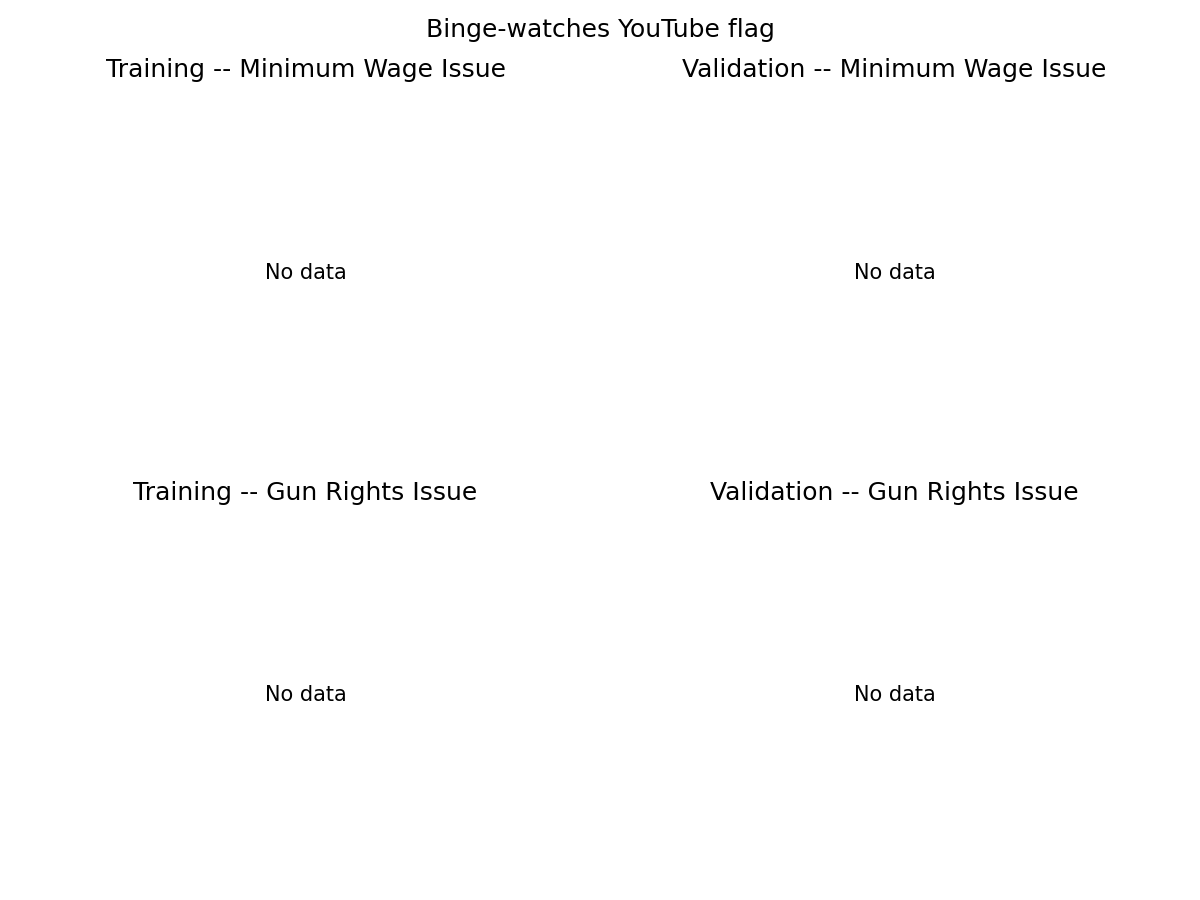 Binge-watches YouTube flag
Training -- Minimum Wage Issue
Validation -- Minimum Wage Issue
No data
No data
Training -- Gun Rights Issue
Validation -- Gun Rights Issue
No data
No data